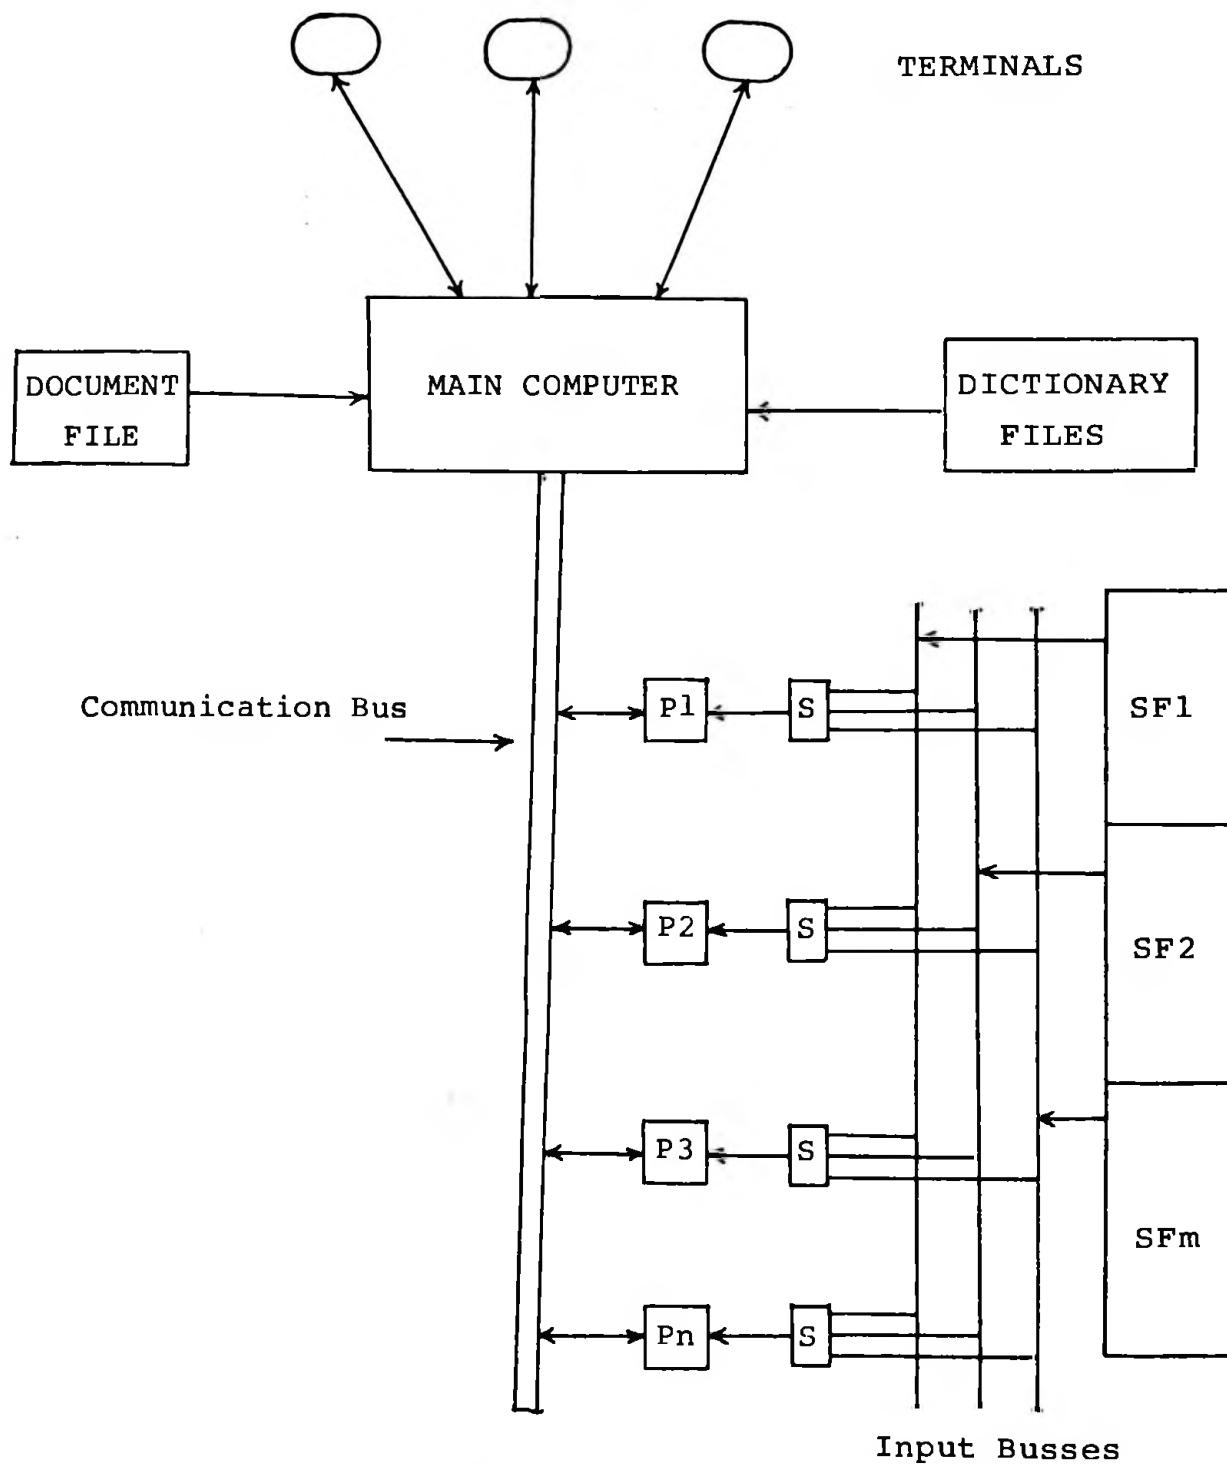 TERMINALS
DOCUMENT
FILE
MAIN COMPUTER
DICTIONARY
FILES
Communication Bus
P1
S
SF1
P2
S
SF2
P3
S
SFm
Pn
S
Input Busses